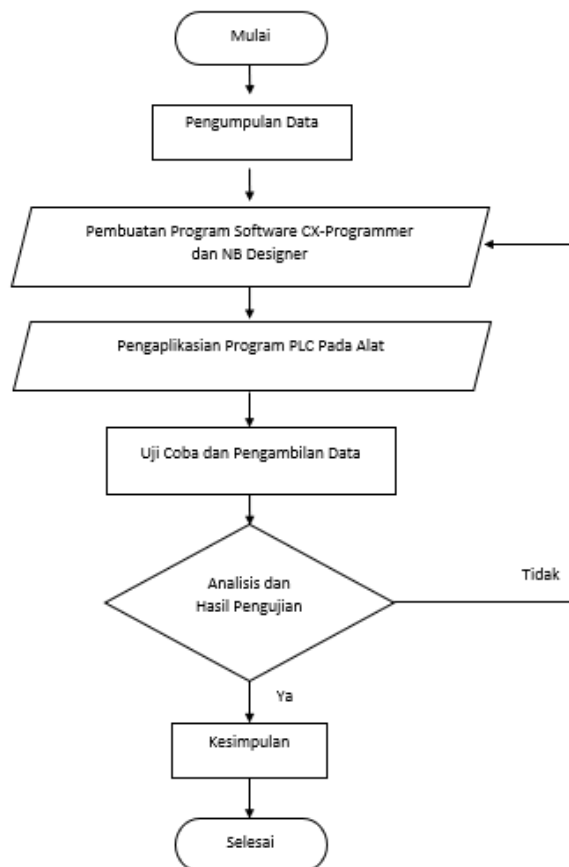 Mulai
Pengumpulan Data
Pembuatan Program Software CX-Programmer
dan NB Designer
Pengaplikasian Program PLC Pada Alat
Uji Coba dan Pengambilan Data
Analisis dan
Hasil Pengujian
Tidak
Ya
Kesimpulan
Selesai